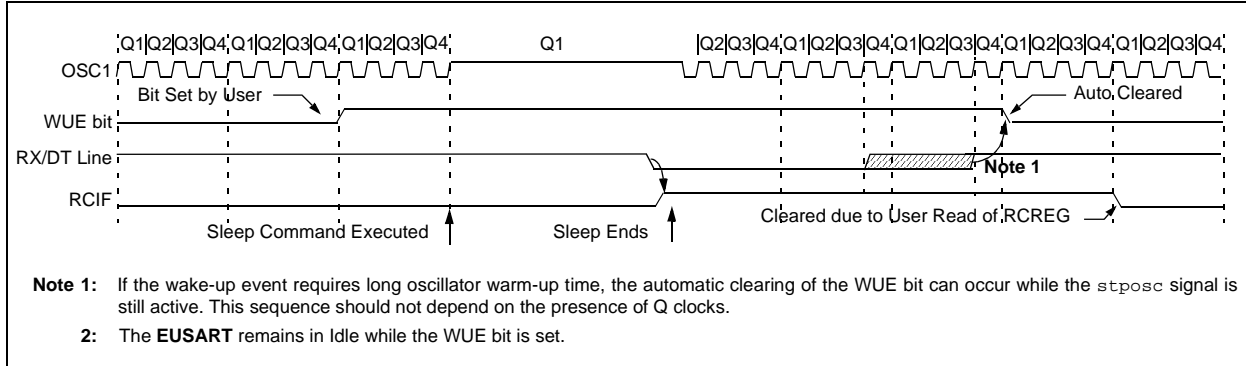 Q1 Q2 Q3 Q4 Q1 Q2 Q3 Q4 Q1 Q2 Q3 Q4 Q1 Q2 Q3 Q4 Q1 Q2 Q3 Q4 Q1 Q2 Q3 Q4 Q1 Q2 Q3 Q4 Q1 Q2 Q3 Q4
OSC1
Bit Set by User
Auto Cleared
WUE bit
RX/DT Line
Note 1
RCIF
Cleared due to User Read of RCREG
Sleep Command Executed
Sleep Ends
Note 1: If the wake-up event requires long oscillator warm-up time, the automatic clearing of the WUE bit can occur while the stposc signal is
still active. This sequence should not depend on the presence of Q clocks.
2: The EUSART remains in Idle while the WUE bit is set.